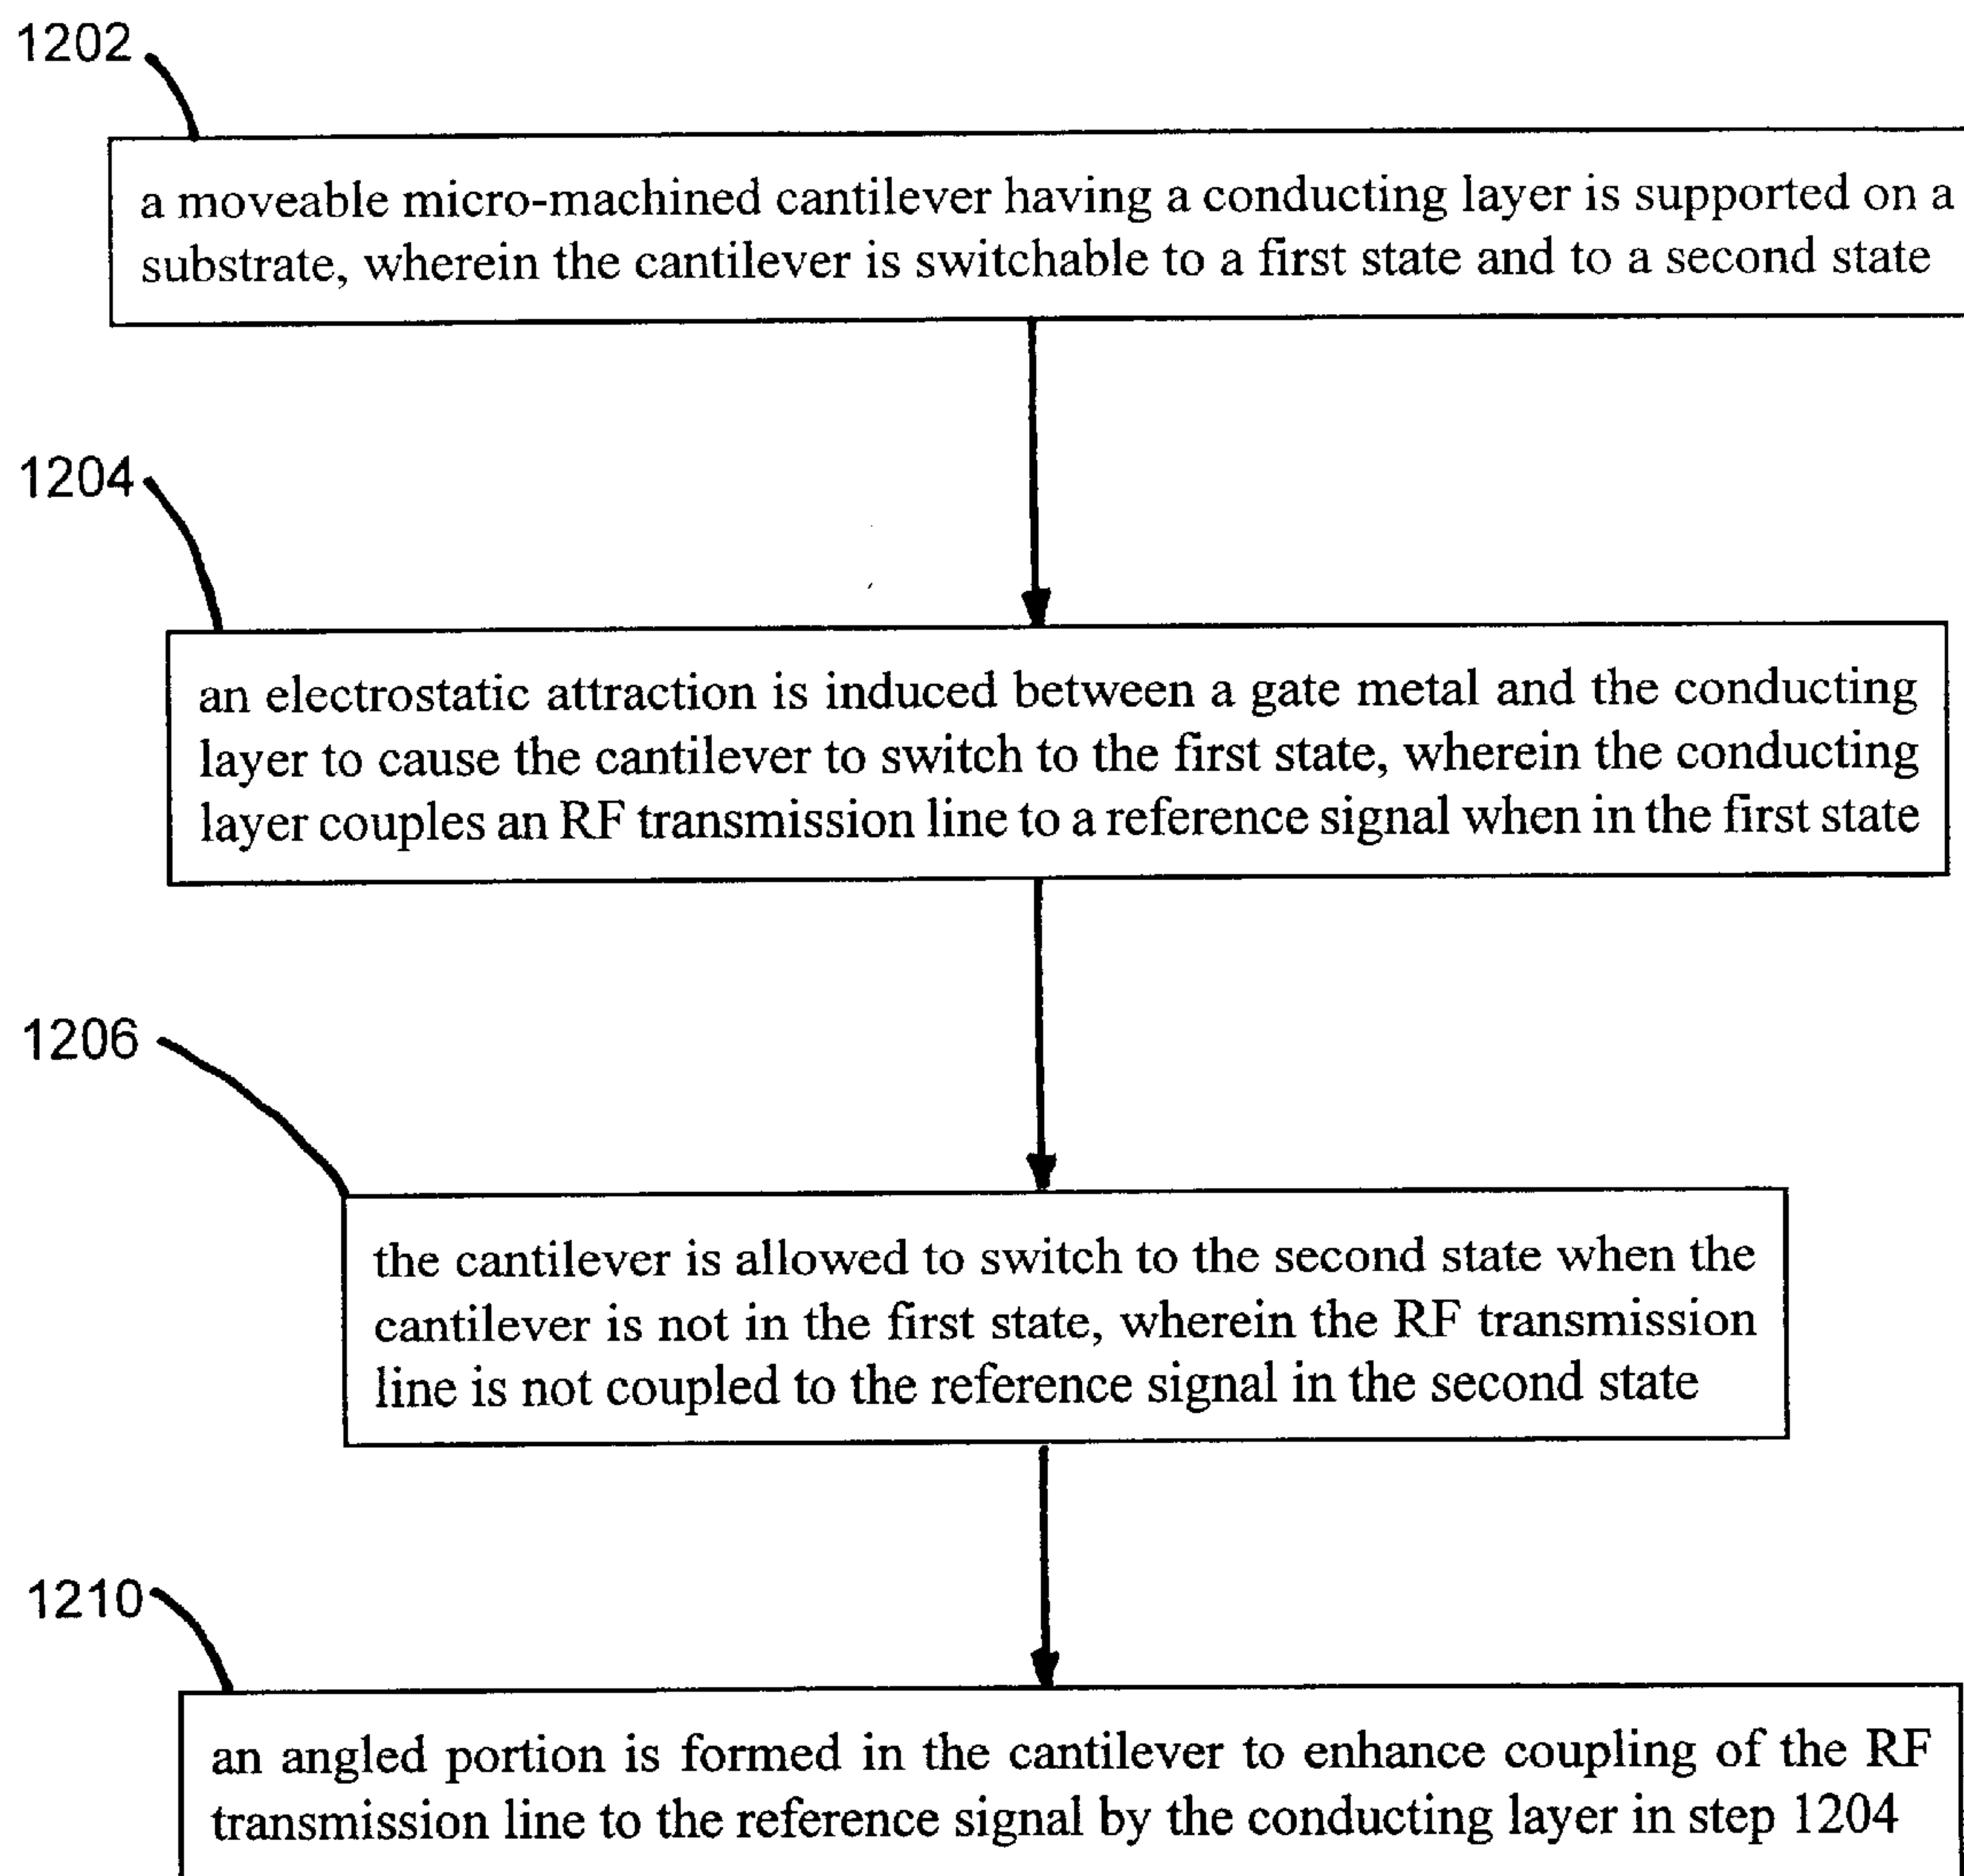 1202
a moveable micro-machined cantilever having a conducting layer is supported on a
substrate, wherein the cantilever is switchable to a first state and to a second state
1204
an electrostatic attraction is induced between a gate metal and the conducting
layer to cause the cantilever to switch to the first state, wherein the conducting
layer couples an RF transmission line to a reference signal when in the first state
1206
the cantilever is allowed to switch to the second state when the
cantilever is not in the first state, wherein the RF transmission
line is not coupled to the reference signal in the second state
1210
an angled portion is formed in the cantilever to enhance coupling of the RF
transmission line to the reference signal by the conducting layer in step 1204